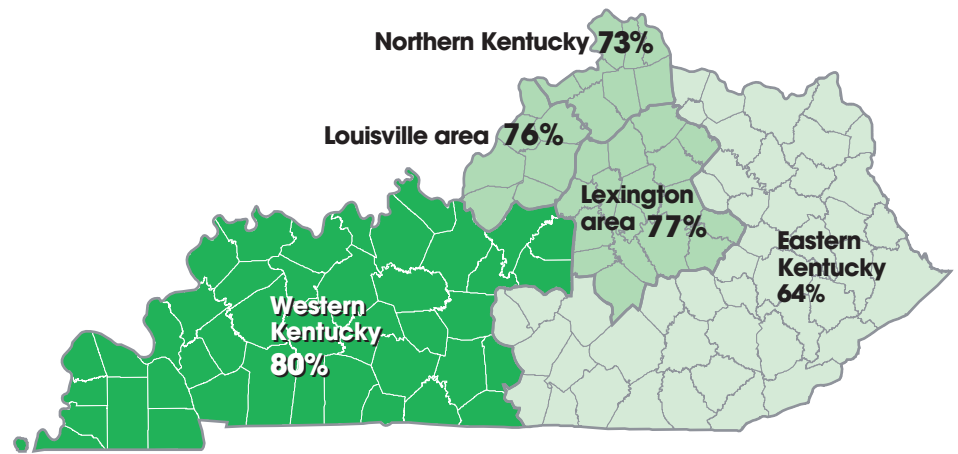 Northern Kentucky 73%
Louisville area 76%
Lexington
area 77%
Eastern
Kentucky
64%
Western
Kentucky
80%